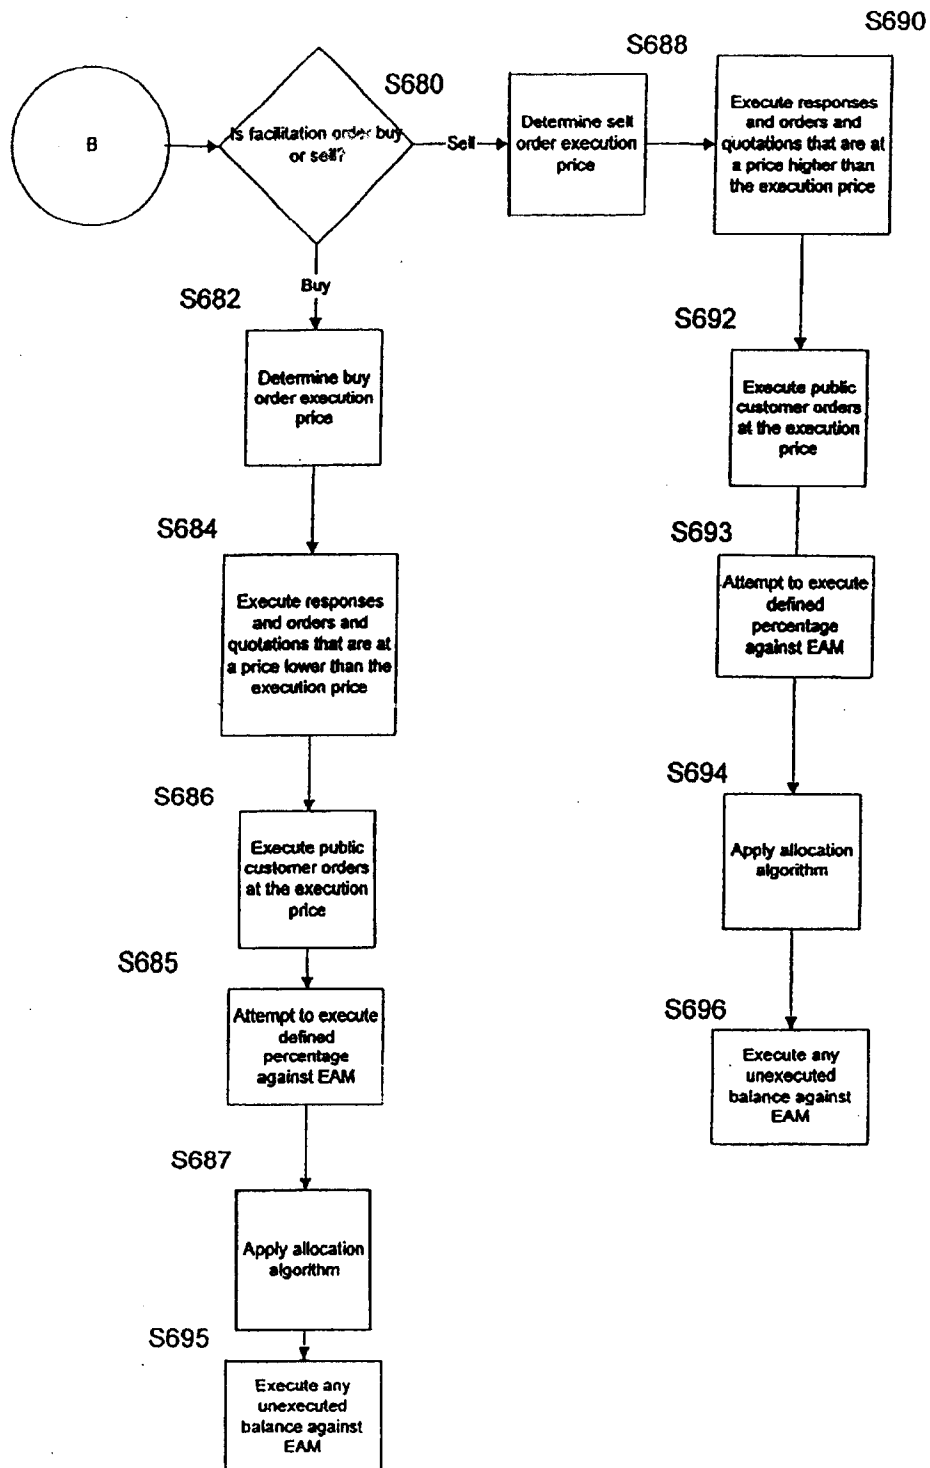 B
S680
Is facilitation order buy
or sell?
Sell
S688
Determine sell
order execution
price
S690
Execute responses
and orders and
quotations that are at
a price higher than
the execution price
Buy
S682
Determine buy
order execution
price
S692
Execute public
customer orders
at the execution
price
S684
Execute responses
and orders and
quotations that are at
a price lower than the
execution price
S693
Attempt to execute
defined
percentage
against EAM
S686
Execute public
customer orders
at the execution
price
S694
Apply allocation
algorithm
S685
Attempt to execute
defined
percentage
against EAM
S696
Execute any
unexecuted
balance against
EAM
S687
Apply allocation
algorithm
S695
Execute any
unexecuted
balance against
EAM